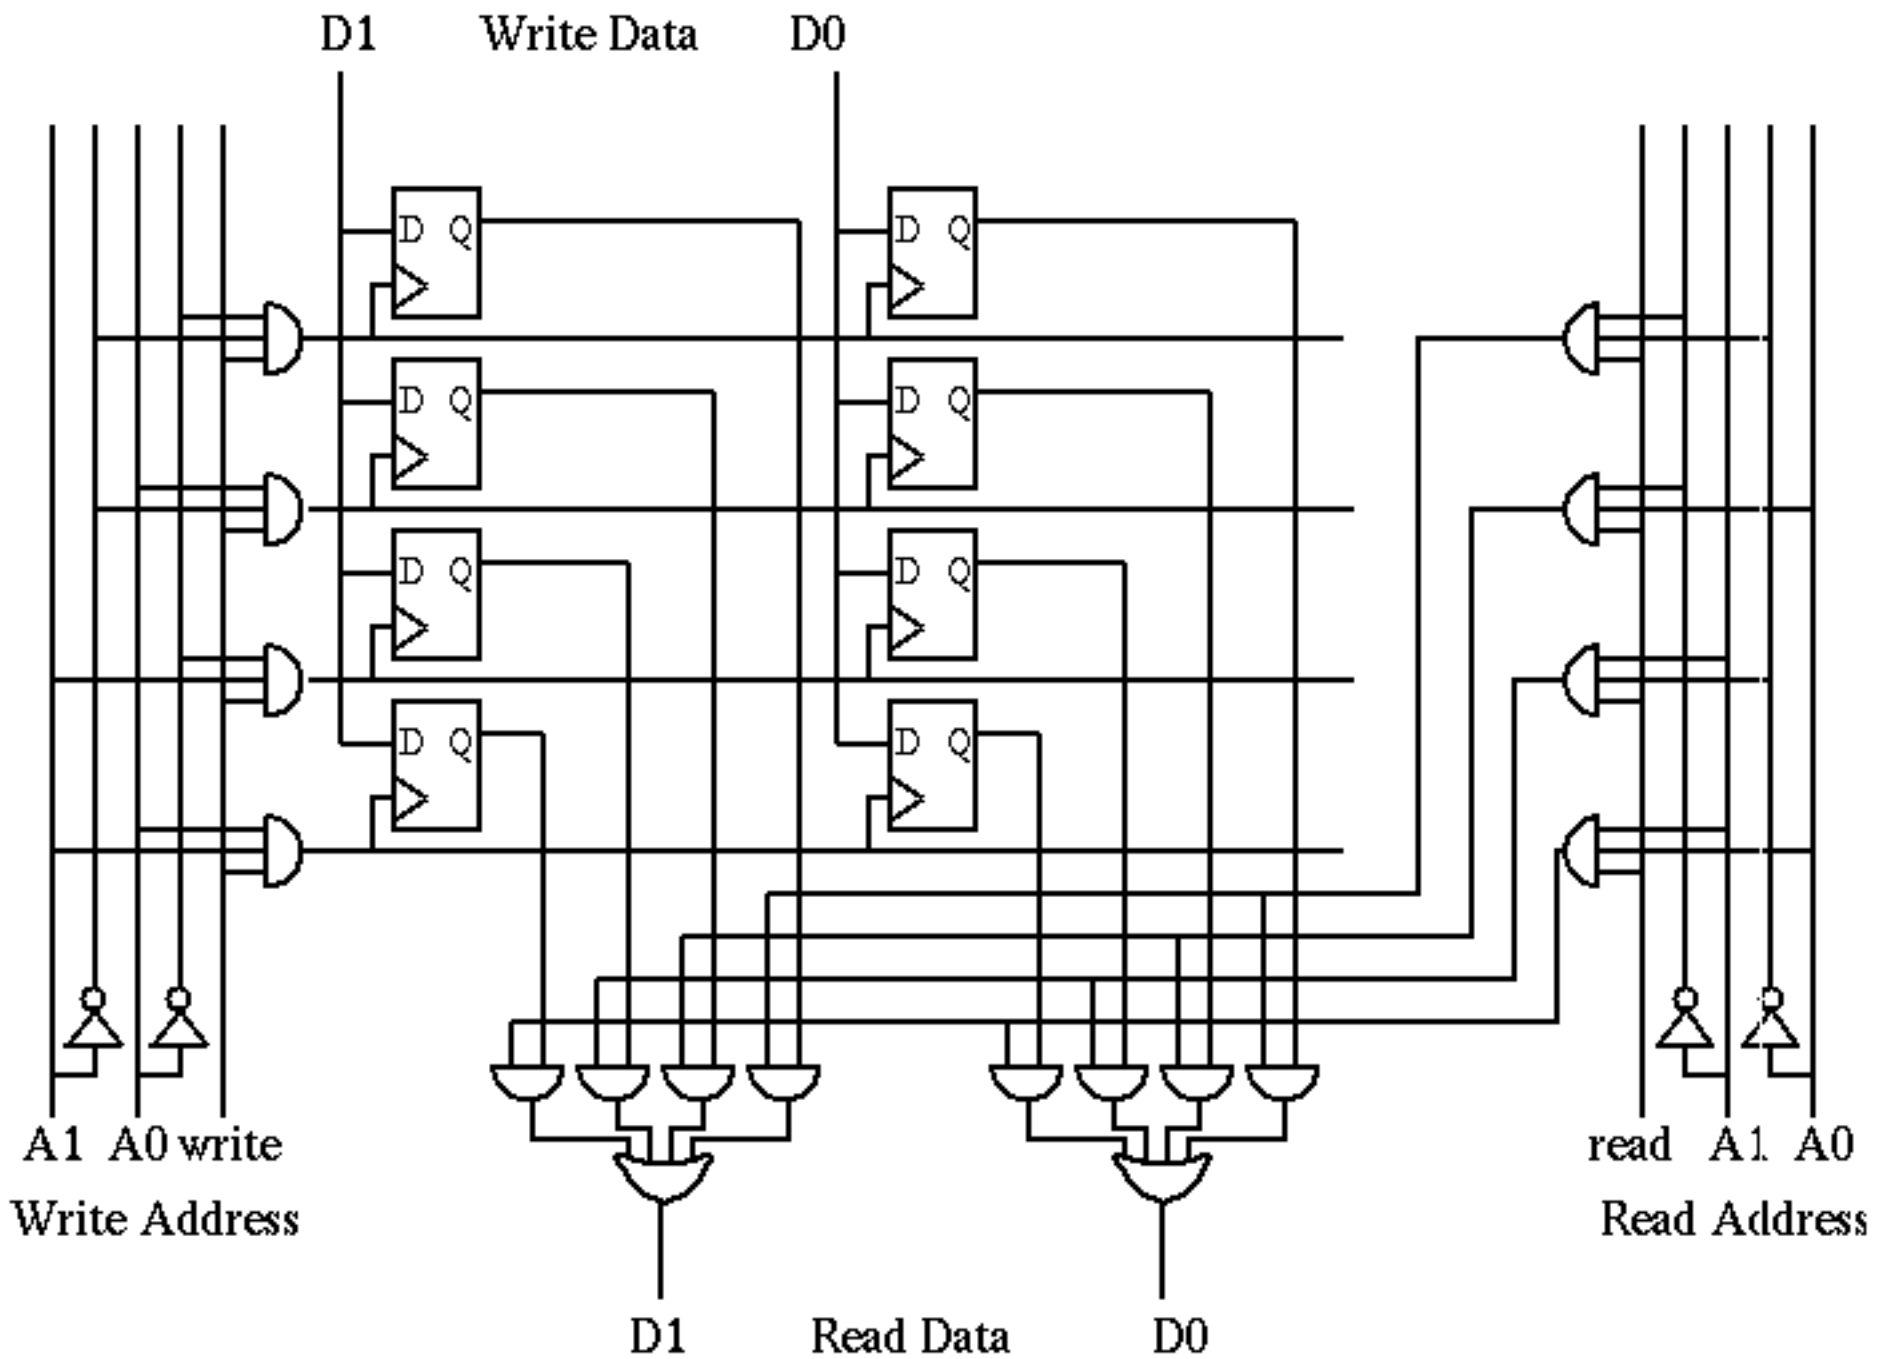 D1 Write Data D0
D Q D Q
D Q D Q
D Q D Q
D Q D Q
A1 A0 write read A1 A0
Write Address Read Address
D1 Read Data D0